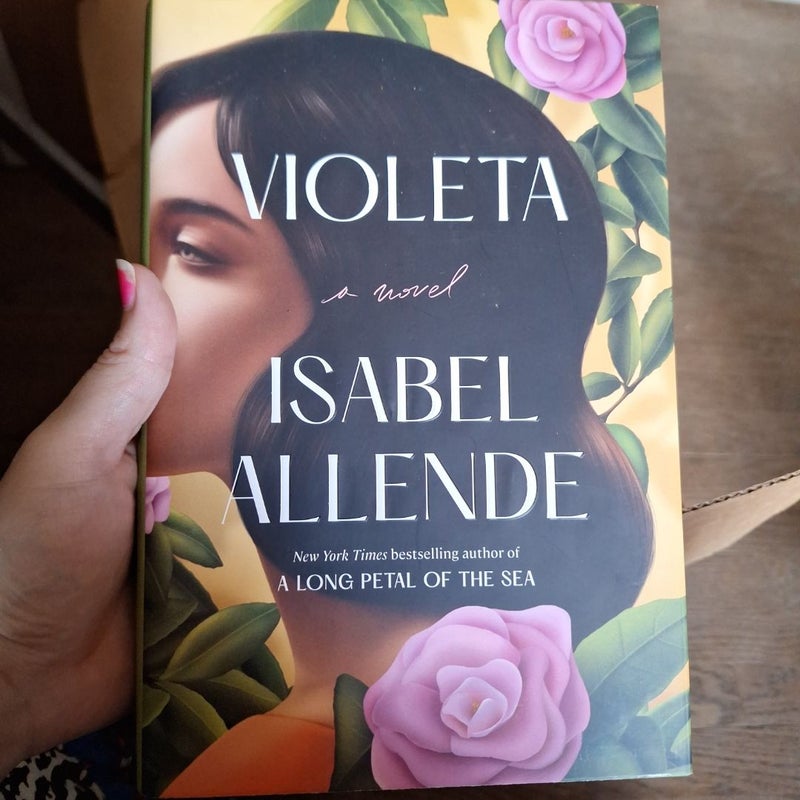 VIOLETA
a novel
ISABEL
ALLENDE
New York Times bestselling author of
A LONG PETAL OF THE SEA